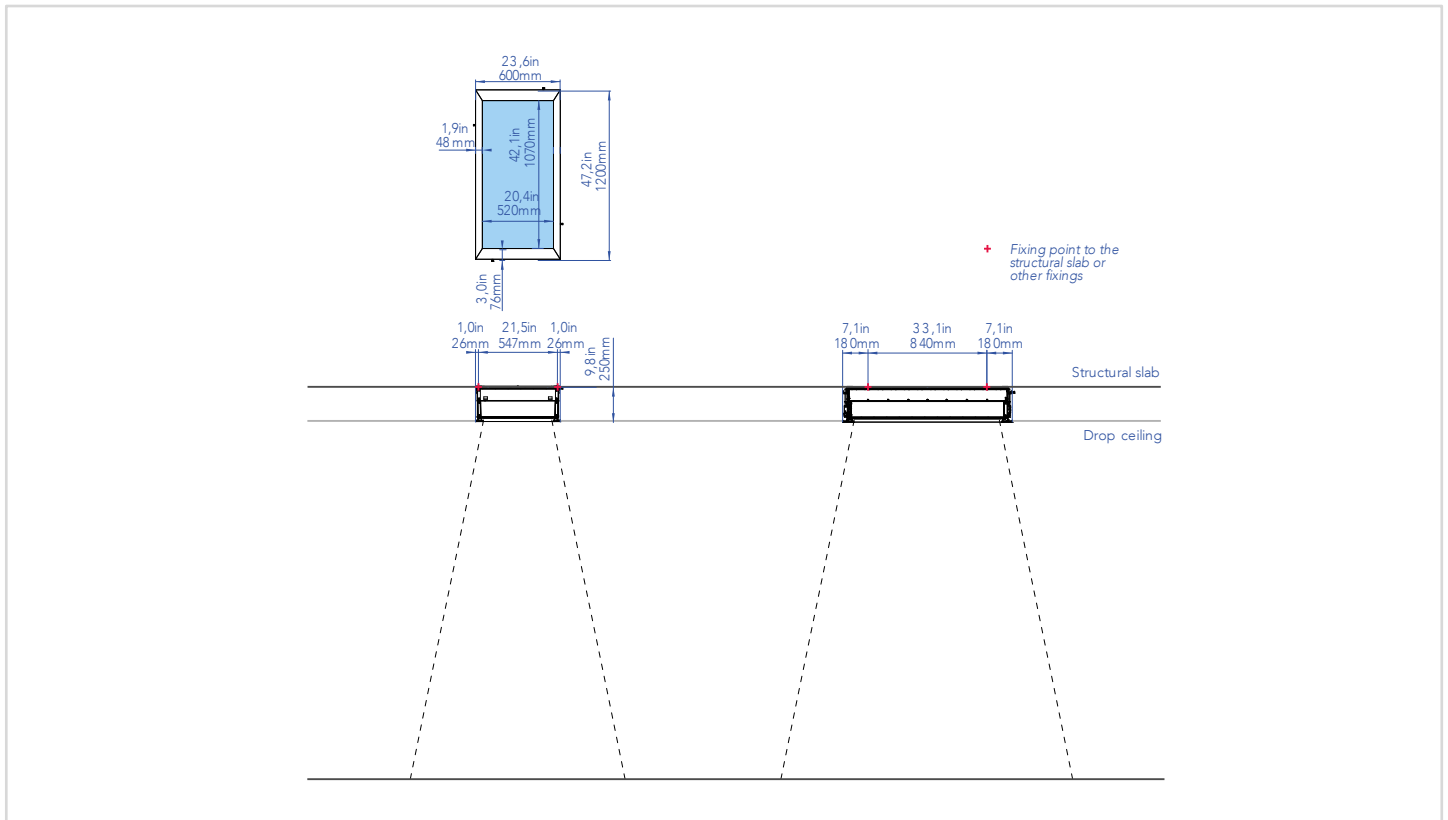 23,6in
600mm
1,9in
48mm
42,1in
1070mm
47,2in
1200mm
20,4in
520mm
3,0in
76mm
Fixing point to the
structural slab or
other fixings
1,0in 21,5in 1,0in
26mm 547mm 26mm
9,8in
250mm
7,1in 33,1in 7,1in
180mm 840mm 180mm
Structural slab
Drop ceiling